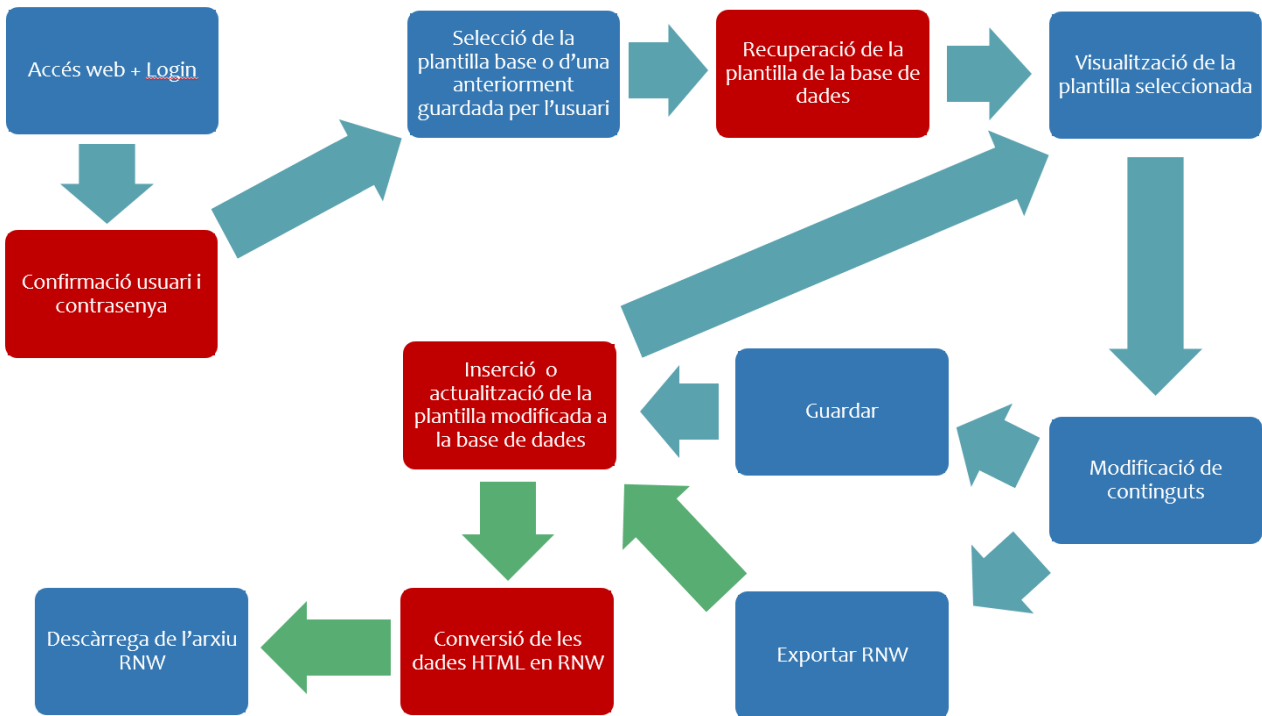 Accés web + Login
Confirmació usuari i
contrasenya
Selecció de la
plantilla base o d'una
anteriorment
guardada per l'usuari
Recuperació de la
plantilla de la base de
dades
Visualització de la
plantilla seleccionada
Modificació de
continguts
Guardar
Inserció o
actualització de la
plantilla modificada a
la base de dades
Exportar RNW
Conversió de les
dades HTML en RNW
Descàrrega de l'arxiu
RNW